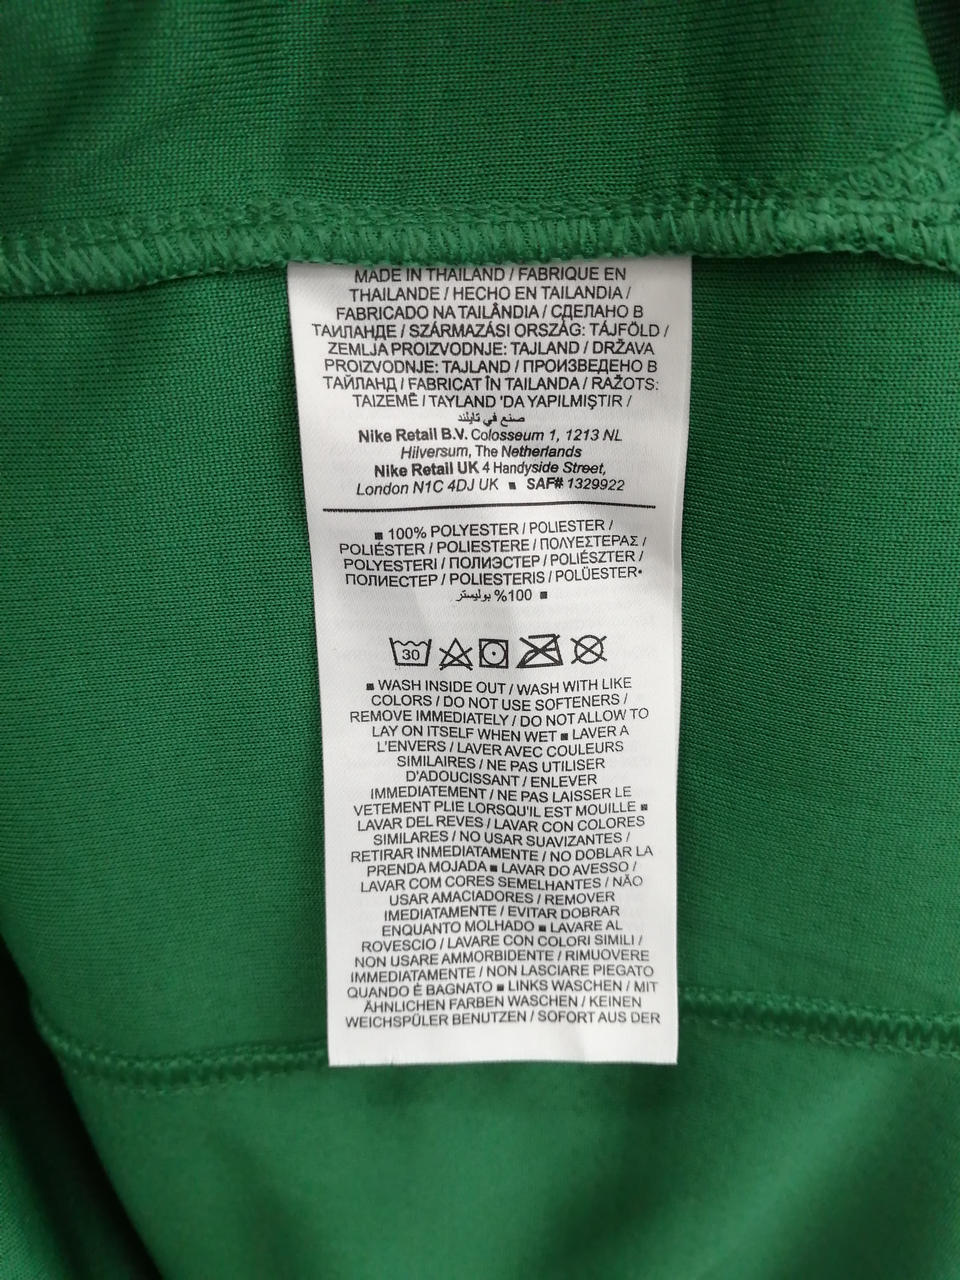 MADE IN THAILAND / FABRIQUE EN
THAILANDE / HECHO EN TAILANDIA /
FABRICADO NA TAILÂNDIA / СДЕЛАНО В
ТАИЛАНДЕ / SZÁRMAZÁSI ORSZÁG: TÁJFÖLD /
ZEMLJA PROIZVODNJE: TAJLAND / DRŽAVA
PROIZVODNJE: TAJLAND / ПРОИЗВЕДЕНО В
ТАЙЛАНД / FABRICAT ÎN TAILANDA / RAŽOTS:
TAIZEMĒ / TAYLAND 'DA YAPILMIŞTIR /
صنع في تايلند
Nike Retail B.V. Colosseum 1, 1213 NL
Hilversum, The Netherlands
Nike Retail UK 4 Handyside Street,
London N1C 4DJ UK ■ SAF# 1329922
■ 100% POLYESTER / POLIESTER /
POLIÉSTER / POLIESTERE / ΠΟΛΥΕΣΤΕΡΑΣ /
POLYESTERI / ПОЛИЭСТЕР / POLIÉSZTER /
ПОЛИЕСТЕР / POLIESTERIS / POLÜESTER•
■ 100% بوليستر
30
■ WASH INSIDE OUT / WASH WITH LIKE
COLORS / DO NOT USE SOFTENERS /
REMOVE IMMEDIATELY / DO NOT ALLOW TO
LAY ON ITSELF WHEN WET ■ LAVER A
L'ENVERS / LAVER AVEC COULEURS
SIMILAIRES / NE PAS UTILISER
D'ADOUCISSANT / ENLEVER
IMMEDIATEMENT / NE PAS LAISSER LE
VETEMENT PLIE LORSQU'IL EST MOUILLE ■
LAVAR DEL REVES / LAVAR CON COLORES
SIMILARES / NO USAR SUAVIZANTES /
RETIRAR INMEDIATAMENTE / NO DOBLAR LA
PRENDA MOJADA ■ LAVAR DO AVESSO /
LAVAR COM CORES SEMELHANTES / NÃO
USAR AMACIADORES / REMOVER
IMEDIATAMENTE / EVITAR DOBRAR
ENQUANTO MOLHADO ■ LAVARE AL
ROVESCIO / LAVARE CON COLORI SIMILI /
NON USARE AMMORBIDENTE / RIMUOVERE
IMMEDIATAMENTE / NON LASCIARE PIEGATO
QUANDO È BAGNATO ■ LINKS WASCHEN / MIT
ÄHNLICHEN FARBEN WASCHEN / KEINEN
WEICHSPÜLER BENUTZEN / SOFORT AUS DER